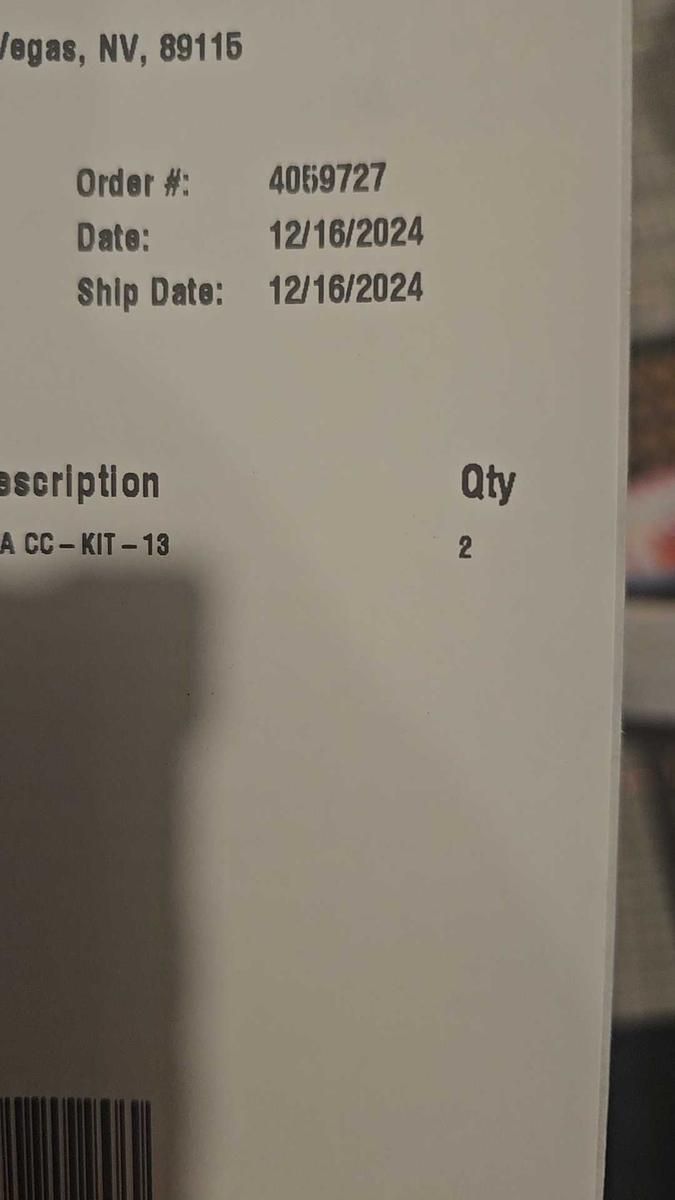 Vegas, NV, 89115
Order #: 4059727
Date: 12/16/2024
Ship Date: 12/16/2024
escription Qty
A CC-KIT-13 2